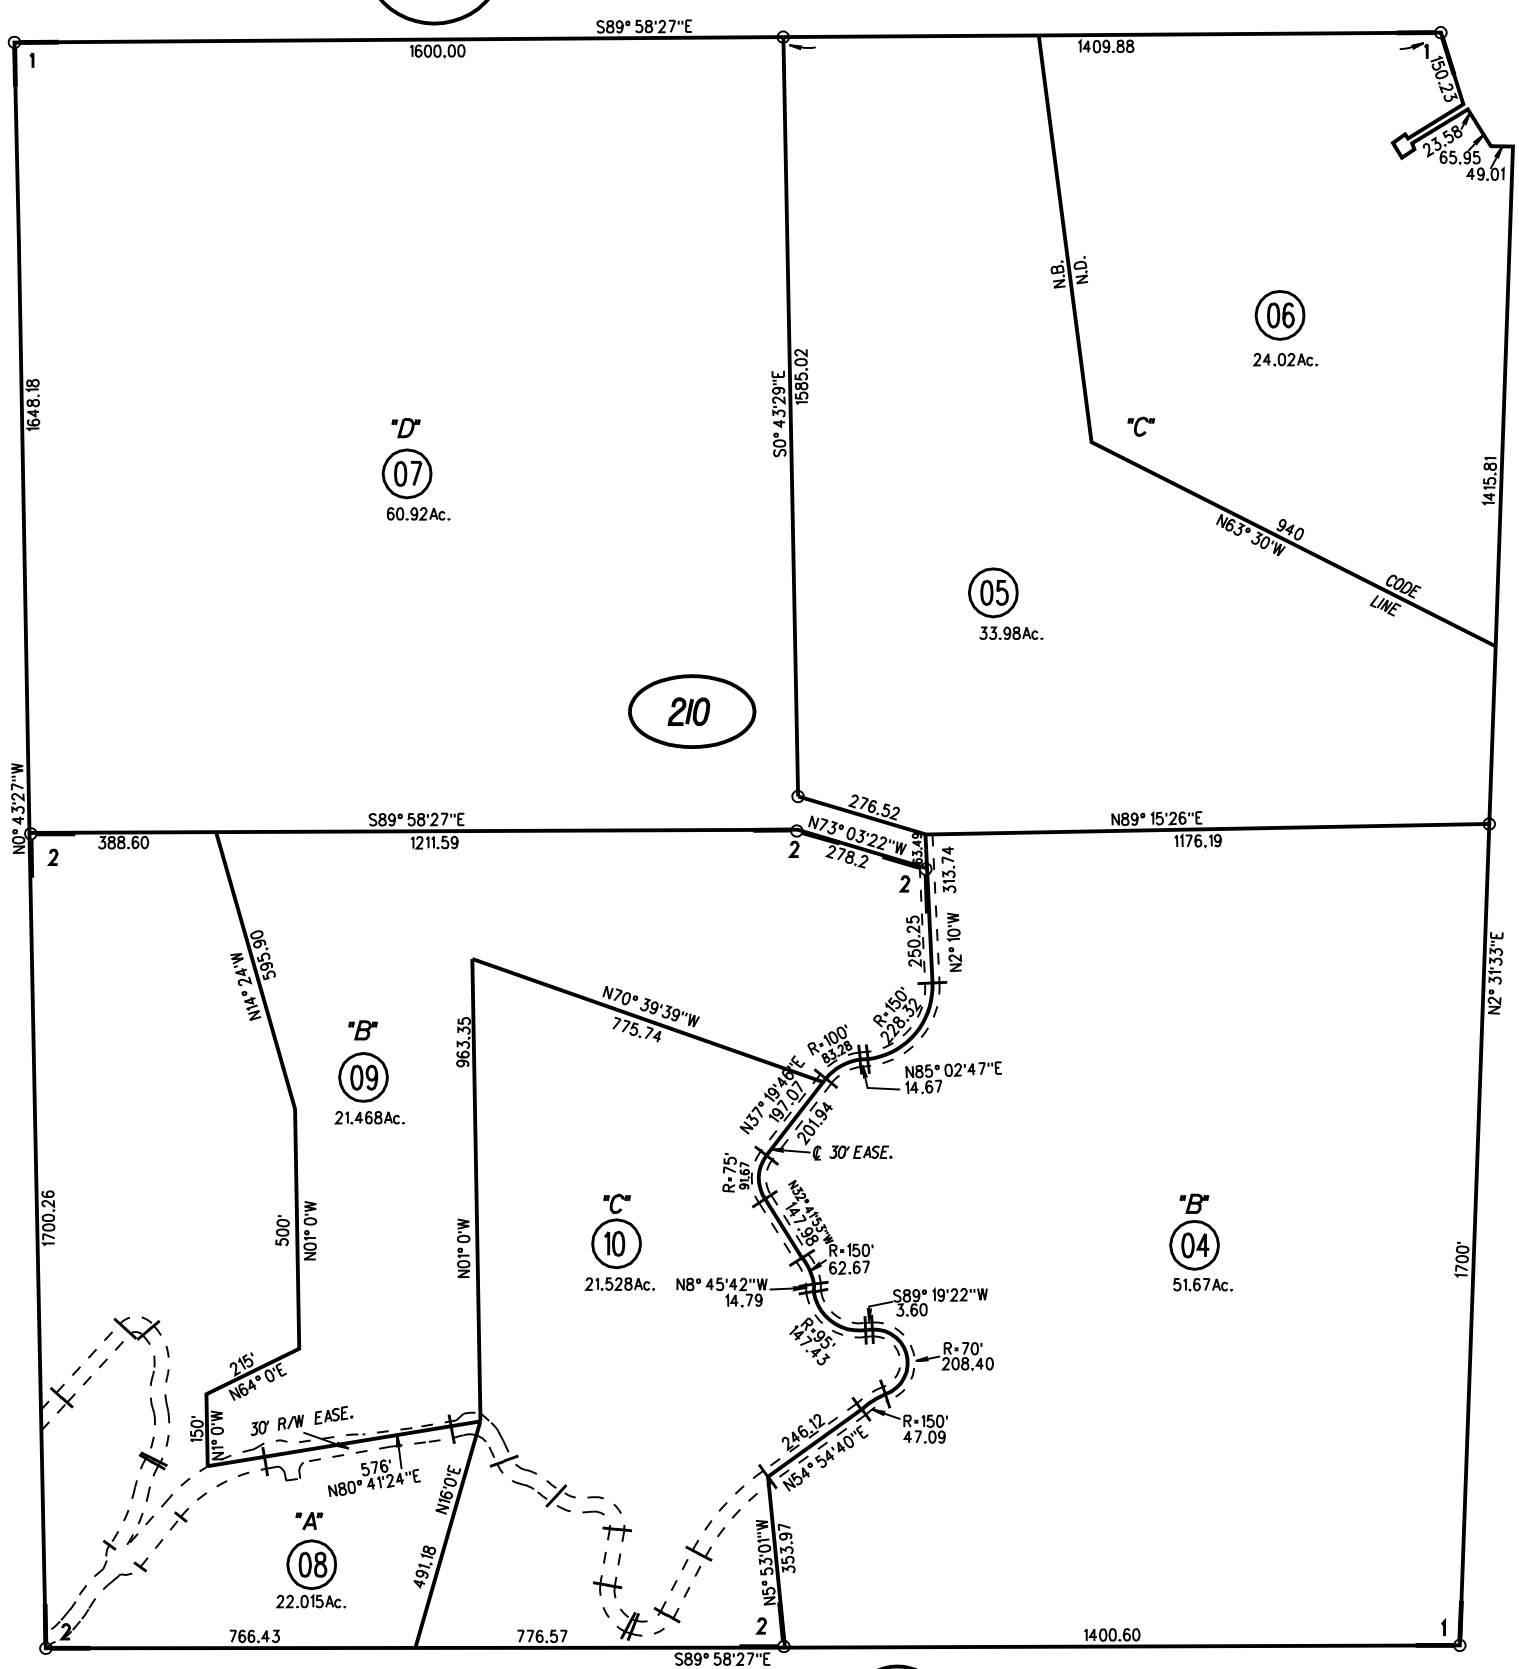 S89° 58'27"E
1600.00
1409.88
1
1
150.23
23.58
65.95
49.01
N.B.
N.D.
06
24.02Ac.
1648.18
S0° 43'29"E
1585.02
"D"
07
60.92Ac.
"C"
1415.81
940
N63° 30'W
CODE
LINE
05
33.98Ac.
210
N0° 43'27"W
276.52
N73° 03'22"W
278.2
S89° 58'27"E
388.60
1211.59
N89° 15'26"E
1176.19
2
2
2
63.49
313.74
250.25
N2° 10'W
N2° 31'33"E
595.90
N14° 24'W
N70° 39'39"W
775.74
963.35
R=150'
228.32
R=100'
83.28
N85° 02'47"E
14.67
"B"
09
21.468Ac.
N37° 19'46"E
197.07
201.94
℄ 30' EASE.
R=75'
91.67
N32° 41'53"W
147.98
1700.26
500'
N01° 0'W
N01° 0'W
"C"
10
21.528Ac.
"B"
04
51.67Ac.
1700'
R=150'
62.67
N8° 45'42"W
14.79
S89° 19'22"W
3.60
R=95'
147.43
R=70'
208.40
215'
N64° 0'E
150'
N1° 0'W
30' R/W EASE.
R=150'
47.09
246.12
N54° 54'40"E
576'
N80° 41'24"E
N16°0'E
491.18
"A"
08
22.015Ac.
N5° 53'01"W
353.97
2
766.43
776.57
2
1400.60
1
S89° 58'27"E